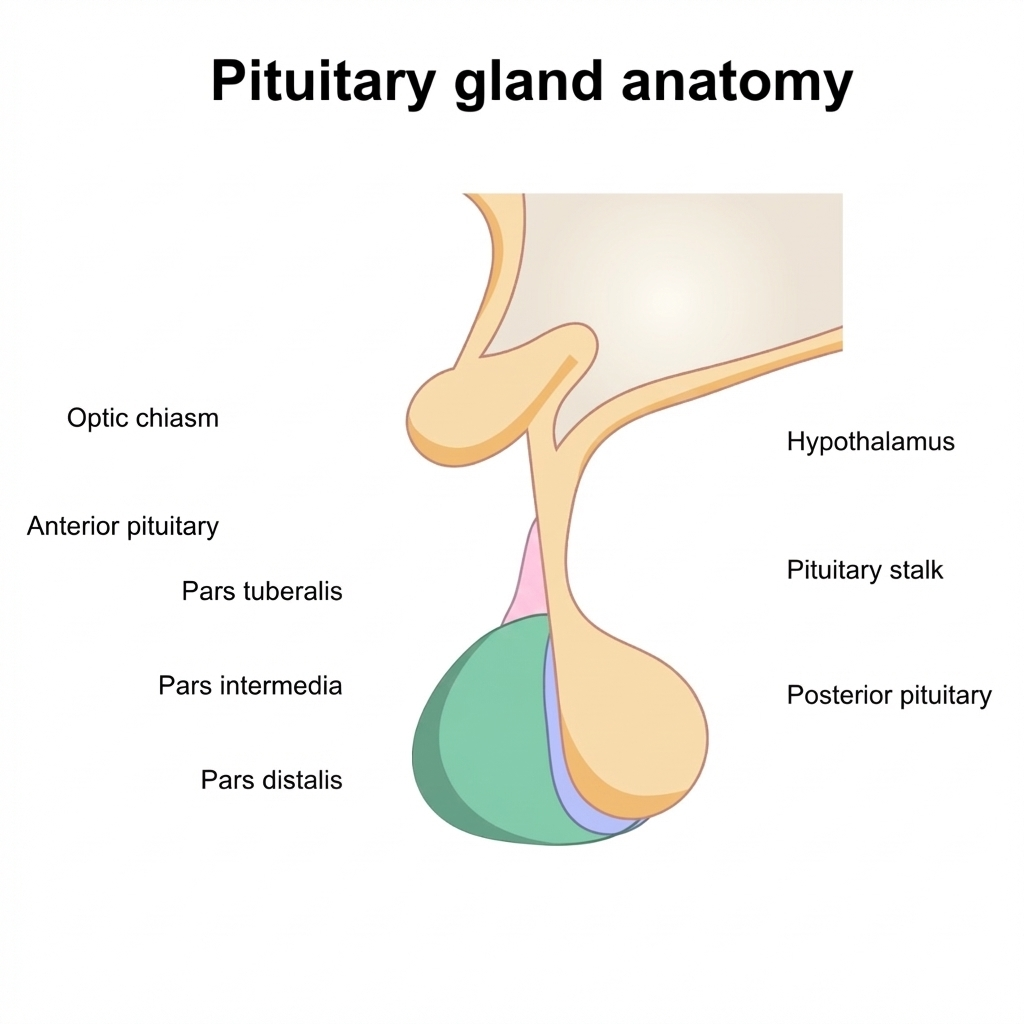 Pituitary gland anatomy
Optic chiasm
Hypothalamus
Anterior pituitary
Pituitary stalk
Pars tuberalis
Pars intermedia
Posterior pituitary
Pars distalis